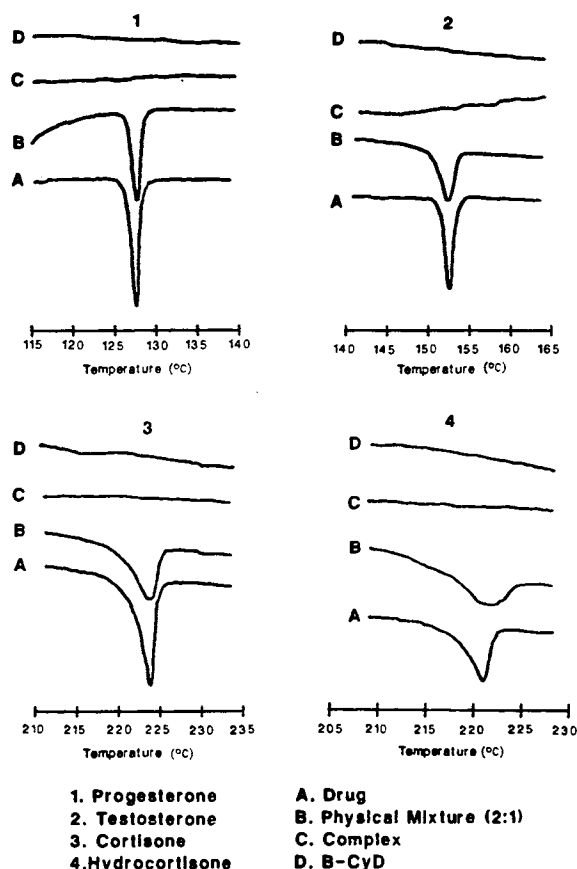 1
D
C
B
A
115 120 125 130 135 140
Temperature (°C)
2
D
C
B
A
140 145 150 155 160 165
Temperature (°C)
3
D
C
B
A
210 215 220 225 230 235
Temperature (°C)
4
D
C
B
A
205 210 215 220 225 230
Temperature (°C)
1. Progesterone
2. Testosterone
3. Cortisone
4.Hydrocortisone
A. Drug
B. Physical Mixture (2:1)
C. Complex
D. B-CyD